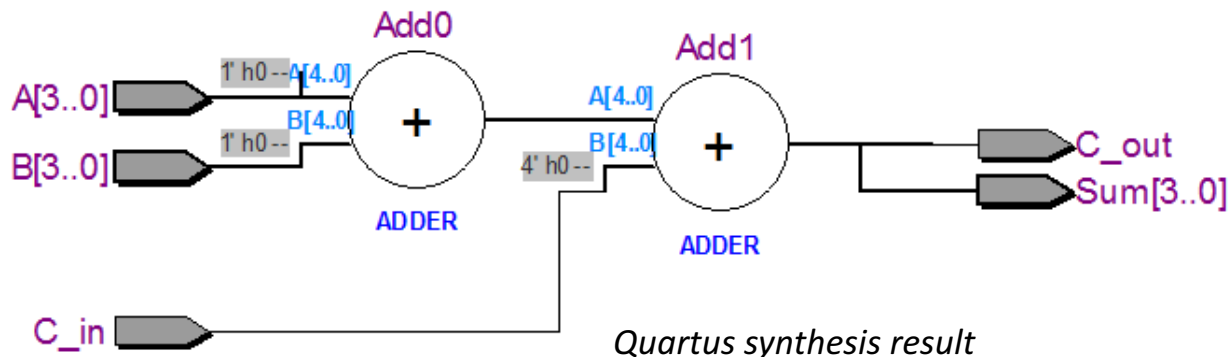 Add0
Add1
1' h0 --
A[4..0]
A[3..0]
A[4..0]
+
B[4..0]
+
B[4..0]
1' h0 --
C_out
B[3..0]
4' h0 --
Sum[3..0]
ADDER
ADDER
C_in
Quartus synthesis result